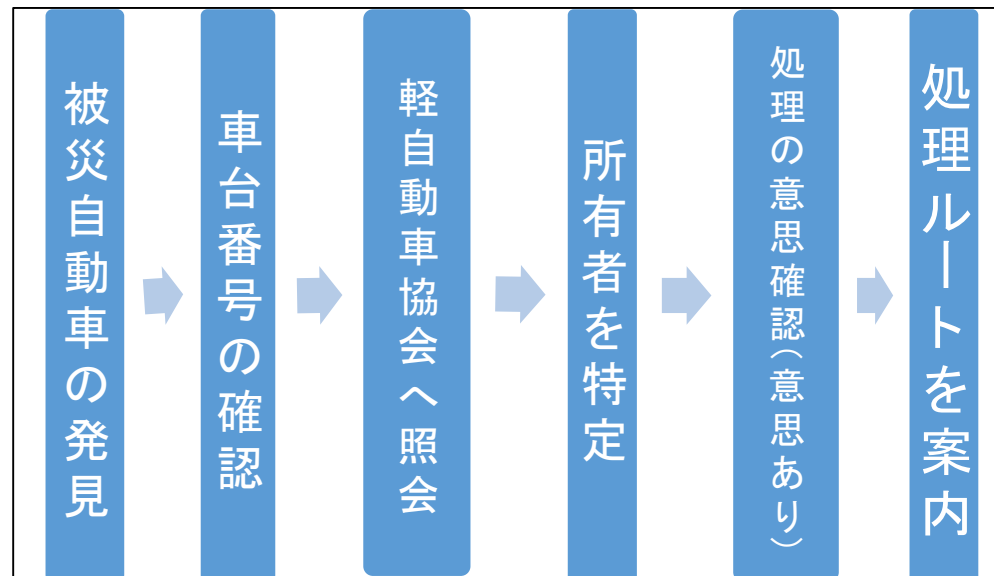 被災自動車の発見
車台番号の確認
軽自動車協会へ照会
所有者を特定
処理の意思確認（意思あり）
処理ルートを案内